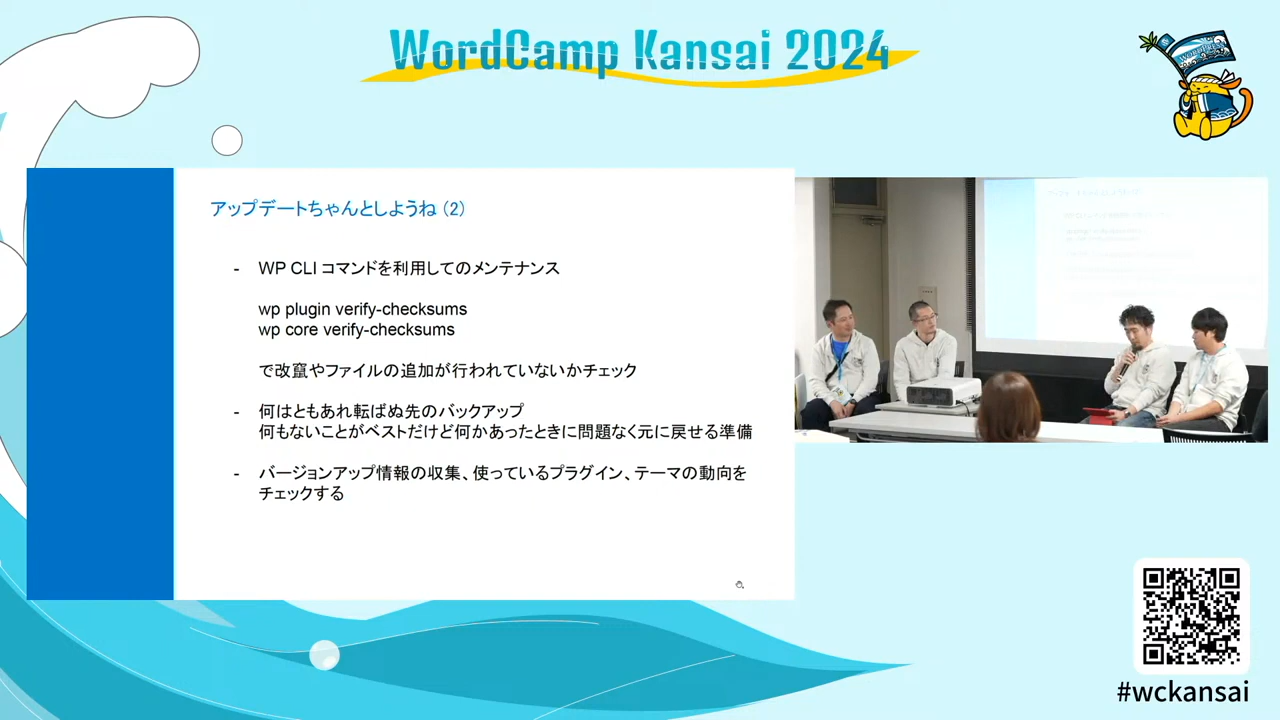 WordCamp Kansai 2024
アップデートちゃんとしようね (2)
- WP CLI コマンドを利用してのメンテナンス
wp plugin verify-checksums
wp core verify-checksums
で改竄やファイルの追加が行われていないかチェック
- 何はともあれ転ばぬ先のバックアップ
何もないことがベストだけど何かあったときに問題なく元に戻せる準備
- バージョンアップ情報の収集、使っているプラグイン、テーマの動向を
チェックする
#wckansai